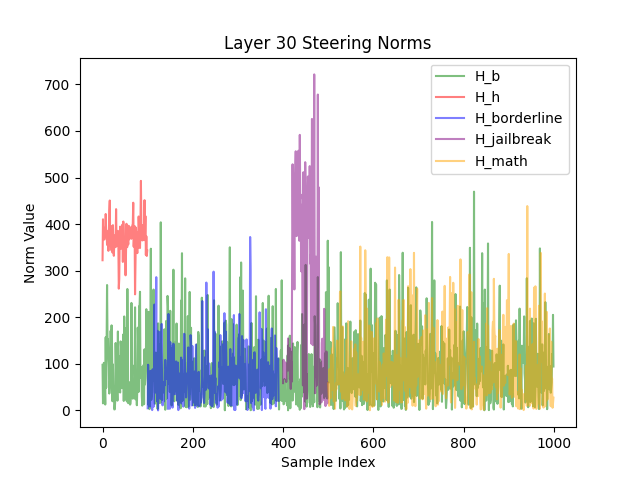 Layer 30 Steering Norms
H_b
H_h
H_borderline
H_jailbreak
H_math
Norm Value
700
600
500
400
300
200
100
0
0 200 400 600 800 1000
Sample Index